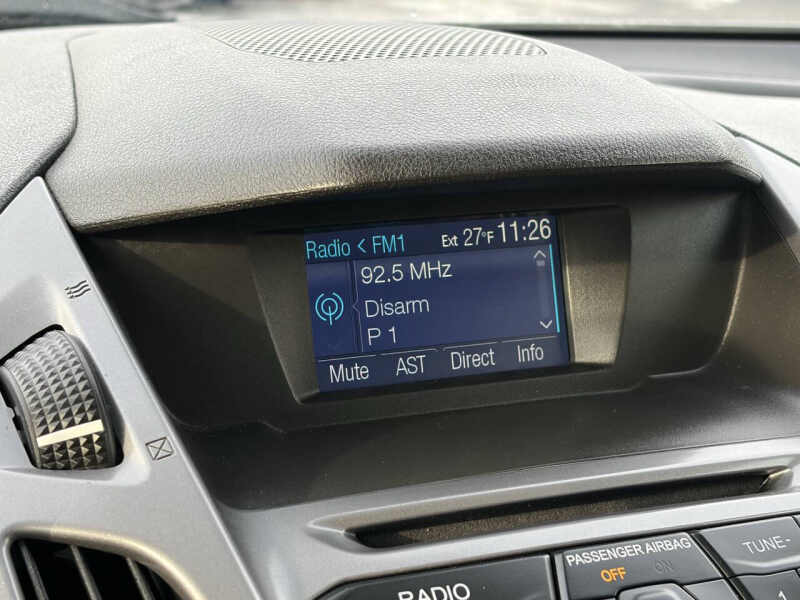 Radio < FM1 Ext 27°F 11:26
92.5 MHz
Disarm
P 1
Mute AST Direct Info
PASSENGER AIRBAG
OFF ON
TUNE-
RADIO
1